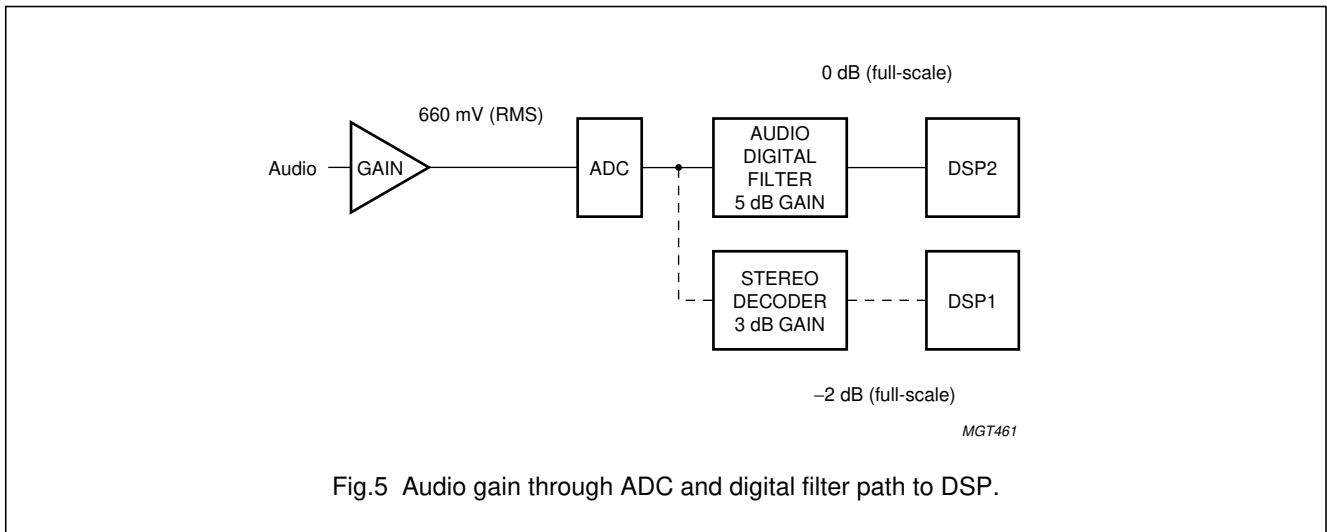 0 dB (full-scale)
660 mV (RMS)
Audio
GAIN
ADC
AUDIO
DIGITAL
FILTER
5 dB GAIN
DSP2
STEREO
DECODER
3 dB GAIN
DSP1
−2 dB (full-scale)
MGT461
Fig.5 Audio gain through ADC and digital filter path to DSP.